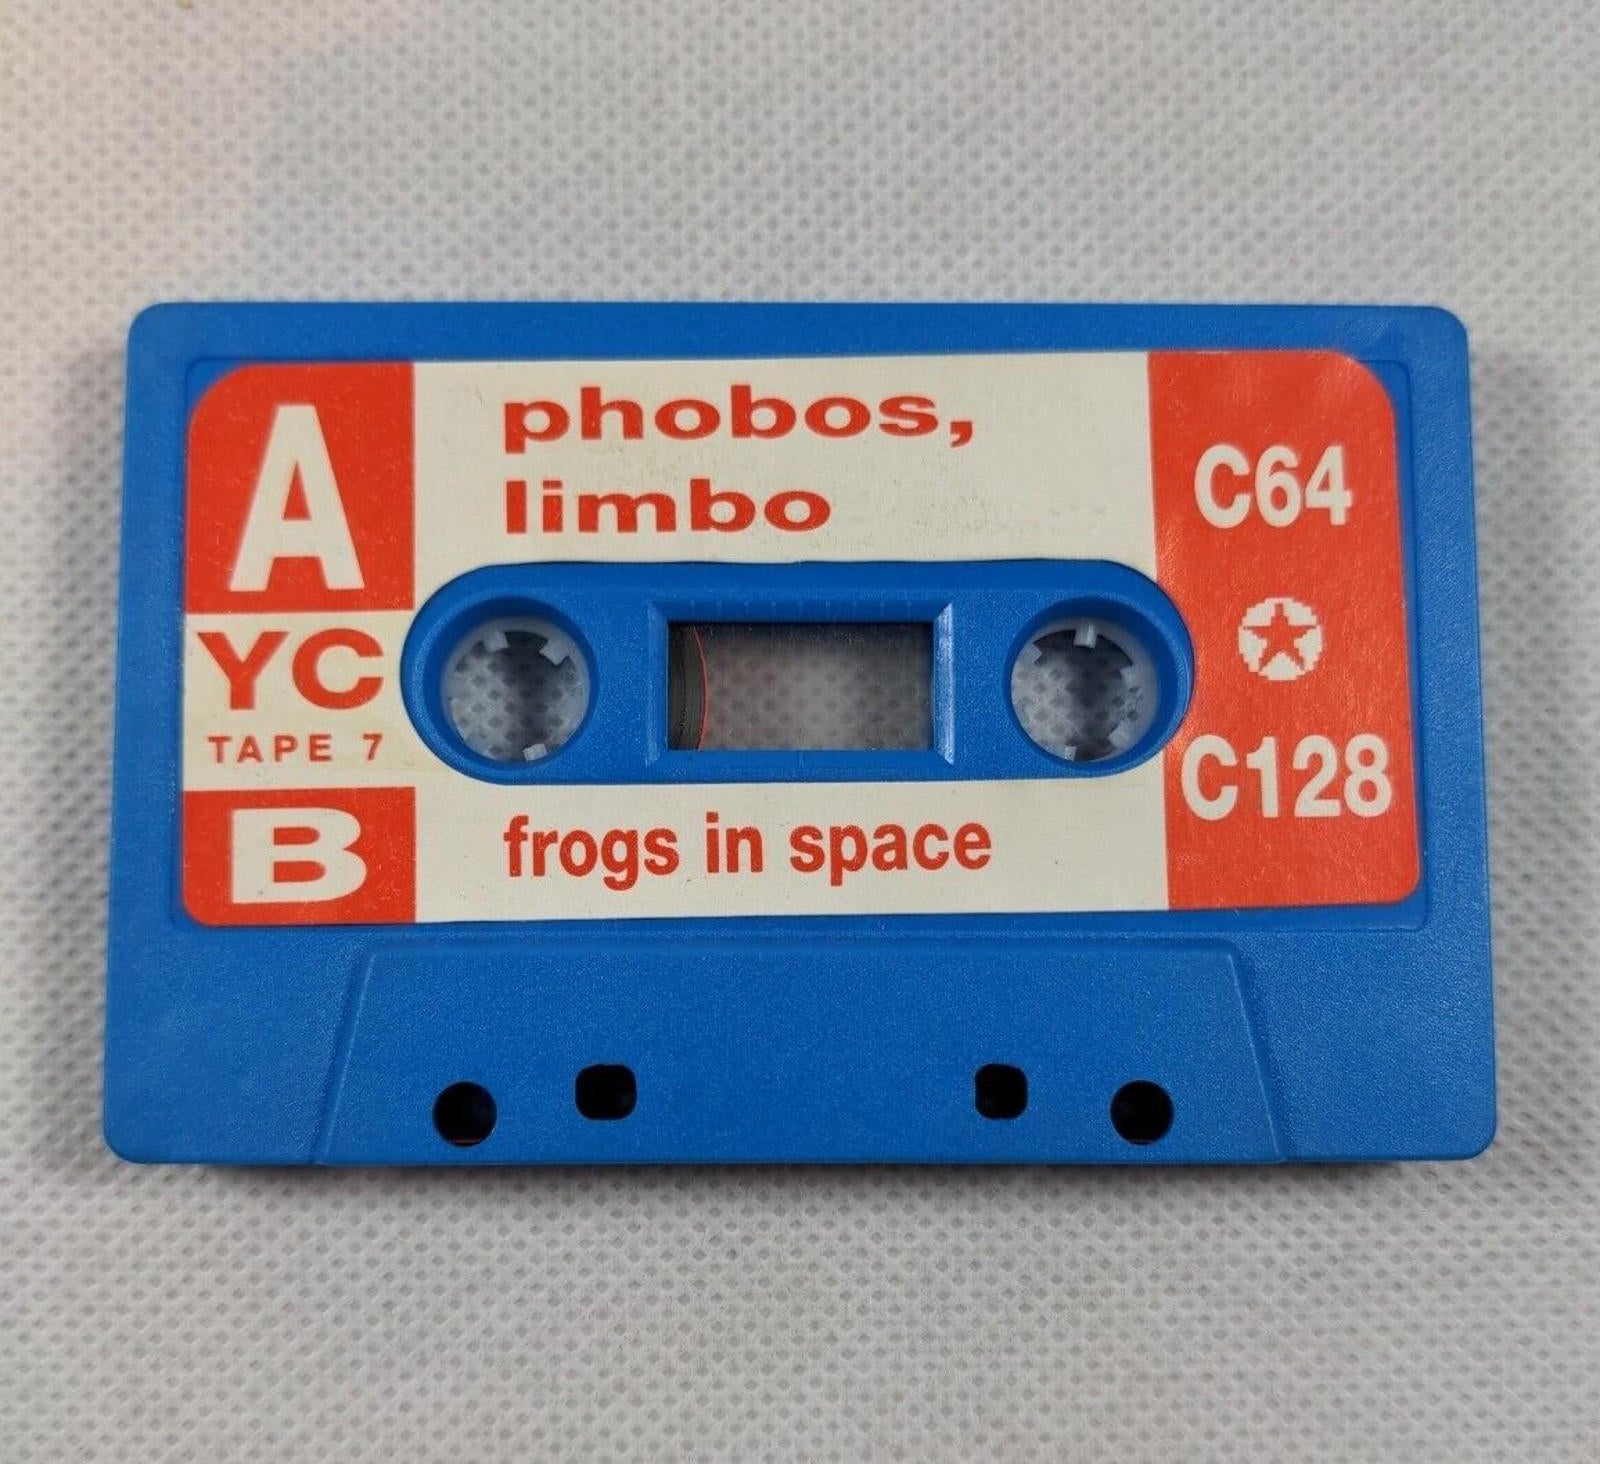 A
phobos,
limbo
YC
TAPE 7
B
frogs in space
C64
C128